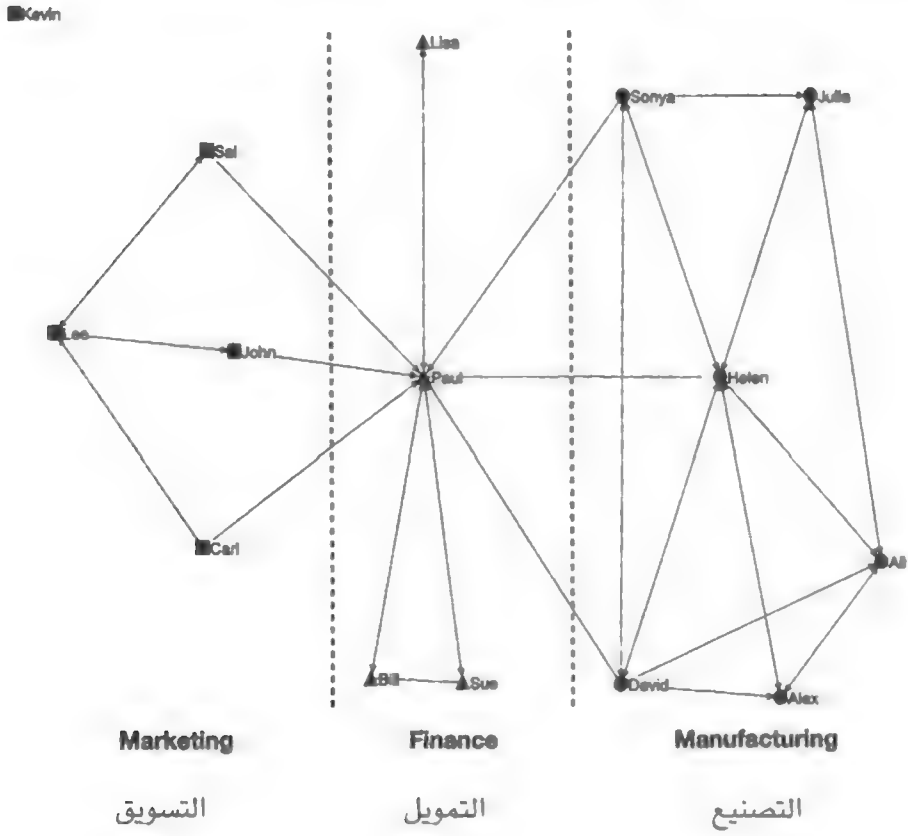 Kevin
Lisa
Sonya
Julie
Sal
Lee
John
Paul
Helen
Carl
Ali
Bill
Sue
David
Alex
Marketing
Finance
Manufacturing
التسويق
التمويل
التصنيع